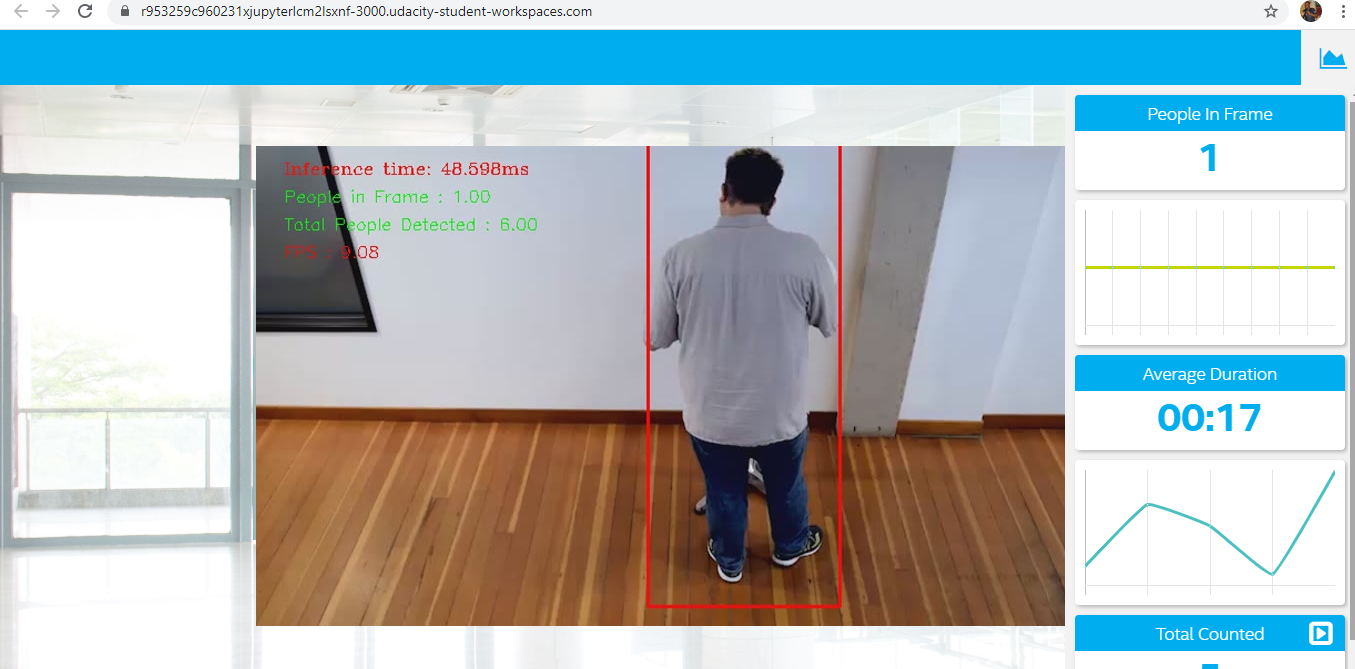 r953259c960231xjupyterlcm2lsxnf-3000.udacity-student-workspaces.com
Inference time: 48.598ms
People in Frame : 1.00
Total People Detected : 6.00
FPS : 9.08
People In Frame
1
Average Duration
00:17
Total Counted